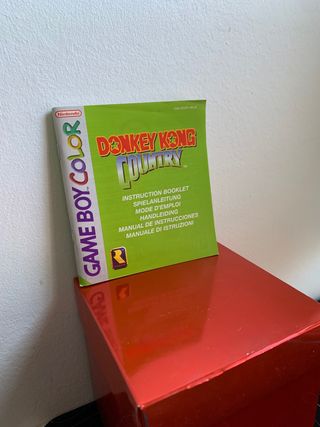 Nintendo
GAME BOY COLOR
DONKEY KONG
COUNTRY
INSTRUCTION BOOKLET
SPIELANLEITUNG
MODE D'EMPLOI
HANDLEIDING
MANUAL DE INSTRUCCIONES
MANUALE DI ISTRUZIONI
R